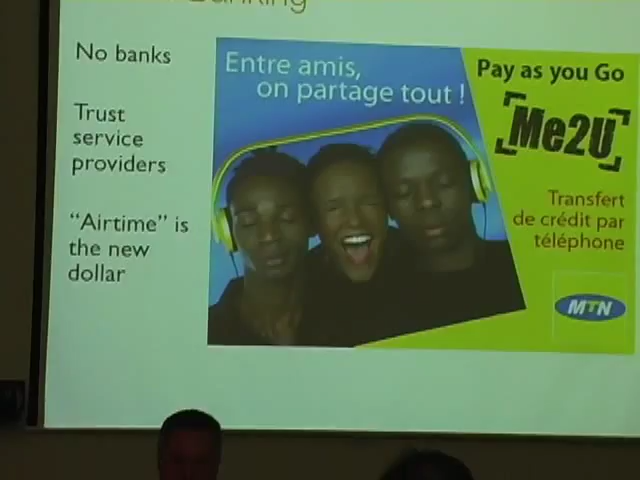 Banking
No banks
Trust
service
providers
"Airtime" is
the new
dollar
Entre amis,
on partage tout !
Pay as you Go
Me2U
Transfert
de crédit par
téléphone
MTN